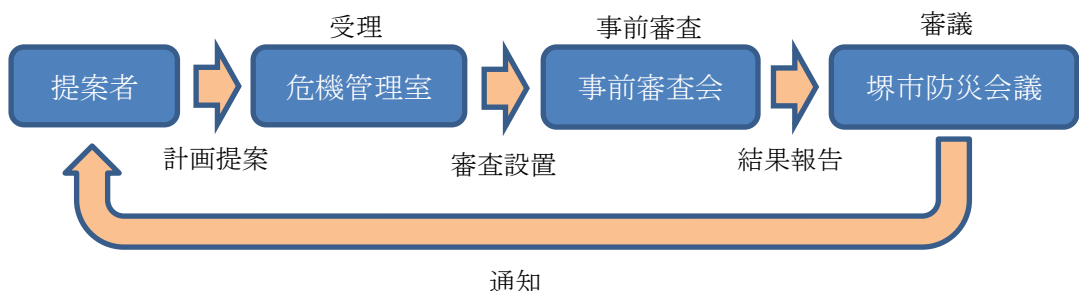 受理
事前審査
審議
提案者
危機管理室
事前審査会
堺市防災会議
計画提案
審査設置
結果報告
通知